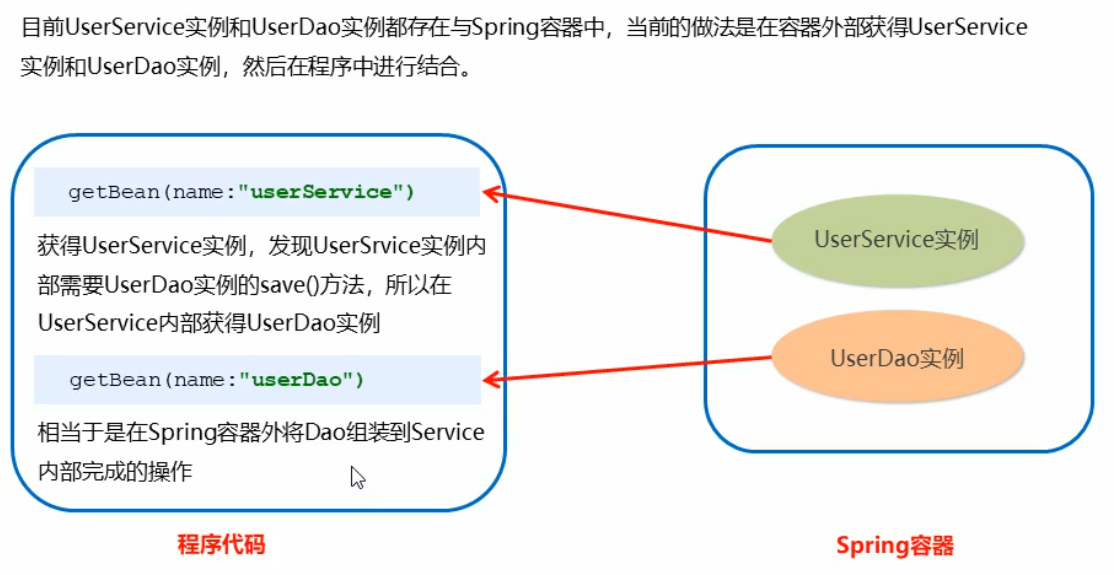 目前UserService实例和UserDao实例都存在与Spring容器中，当前的做法是在容器外部获得UserService
实例和UserDao实例，然后在程序中进行结合。
getBean(name:"userService")
获得UserService实例，发现UserSrvice实例内
部需要UserDao实例的save()方法，所以在
UserService内部获得UserDao实例
getBean(name:"userDao")
相当于是在Spring容器外将Dao组装到Service
内部完成的操作
程序代码
UserService实例
UserDao实例
Spring容器